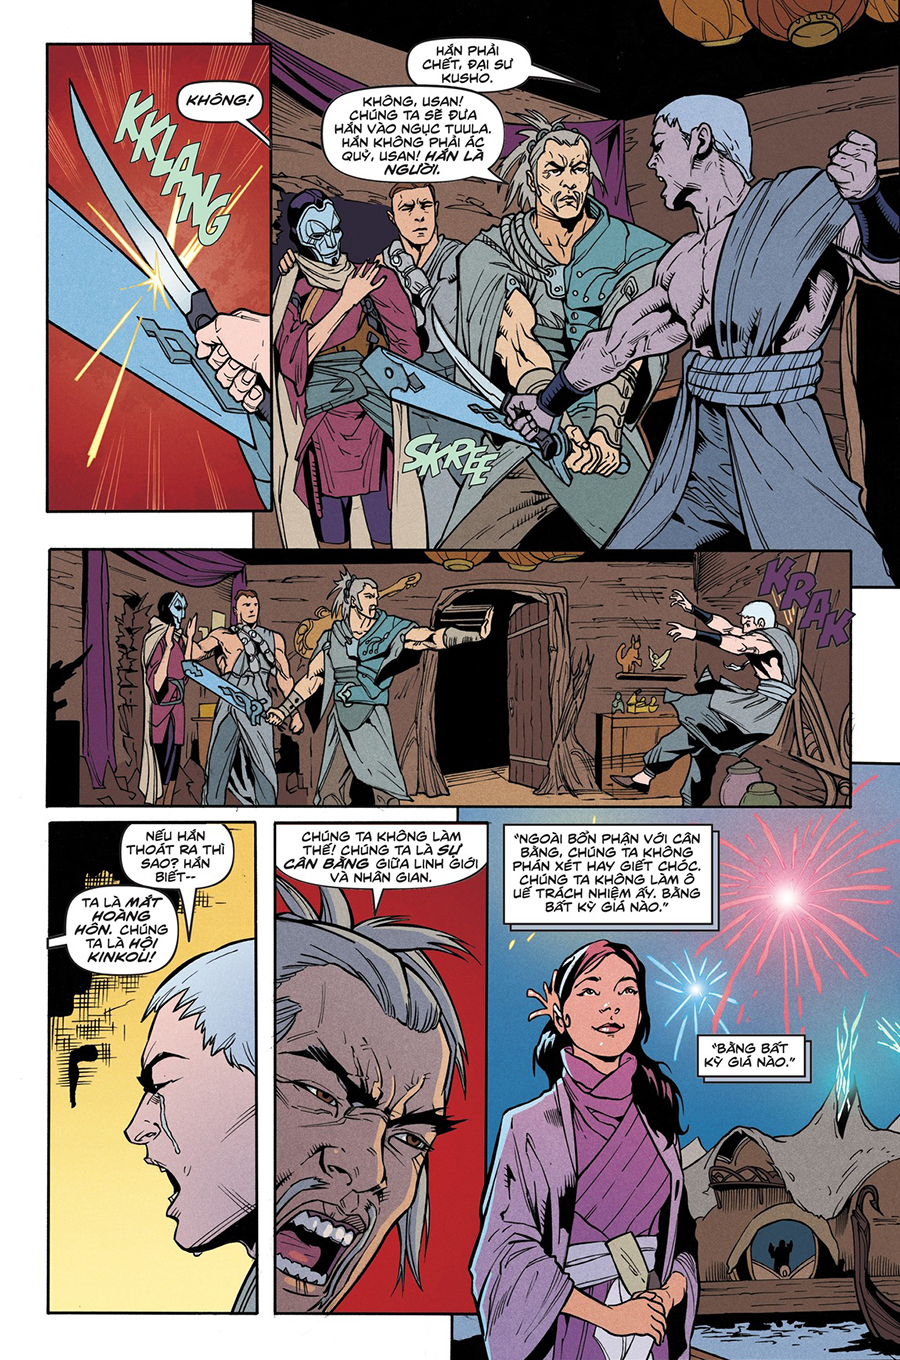 KHÔNG!
KKLANG
HẮN PHẢI
CHẾT, ĐẠI SƯ
KUSHO.
KHÔNG, USAN!
CHÚNG TA SẼ ĐƯA
HẮN VÀO NGỤC TUULA.
HẮN KHÔNG PHẢI ÁC
QUỶ, USAN! HẮN LÀ
NGƯỜI.
SKREE
KRAK
NẾU HẮN
THOÁT RA THÌ
SAO? HẮN
BIẾT--
TA LÀ MẮT
HOÀNG
HÔN. CHÚNG
TA LÀ HỘI
KINKOU!
CHÚNG TA KHÔNG LÀM
THẾ! CHÚNG TA LÀ SỰ
CÂN BẰNG GIỮA LINH GIỚI
VÀ NHÂN GIAN.
"NGOÀI BỔN PHẬN VỚI CÂN
BẰNG, CHÚNG TA KHÔNG
PHÁN XÉT HAY GIẾT CHÓC.
CHÚNG TA KHÔNG LÀM Ô
UẾ TRÁCH NHIỆM ẤY. BẰNG
BẤT KỲ GIÁ NÀO."
"BẰNG BẤT
KỲ GIÁ NÀO."